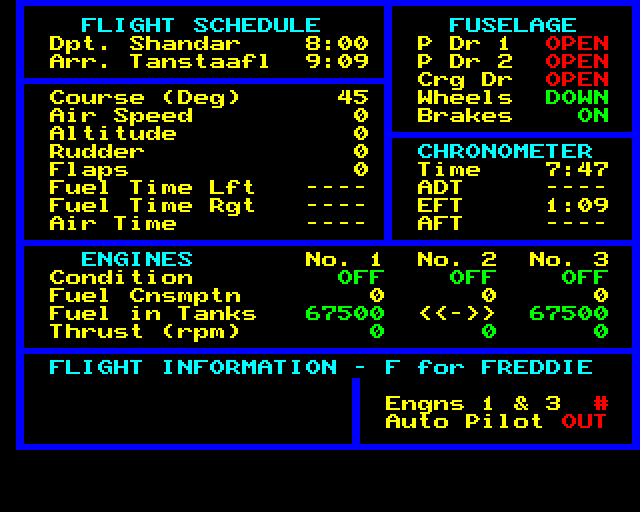 FLIGHT SCHEDULE
Dpt. Shandar 8:00
Arr. Tanstaafl 9:09
FUSELAGE
P Dr 1 OPEN
P Dr 2 OPEN
Crg Dr OPEN
Wheels DOWN
Brakes ON
Course (Deg) 45
Air Speed 0
Altitude 0
Rudder 0
Flaps 0
Fuel Time Lft ----
Fuel Time Rgt ----
Air Time ----
CHRONOMETER
Time 7:47
ADT ----
EFT 1:09
AFT ----
ENGINES No. 1 No. 2 No. 3
Condition OFF OFF OFF
Fuel Cnsmptn 0 0 0
Fuel in Tanks 67500 <<->> 67500
Thrust (rpm) 0 0 0
FLIGHT INFORMATION - F for FREDDIE
Engns 1 & 3 #
Auto Pilot OUT